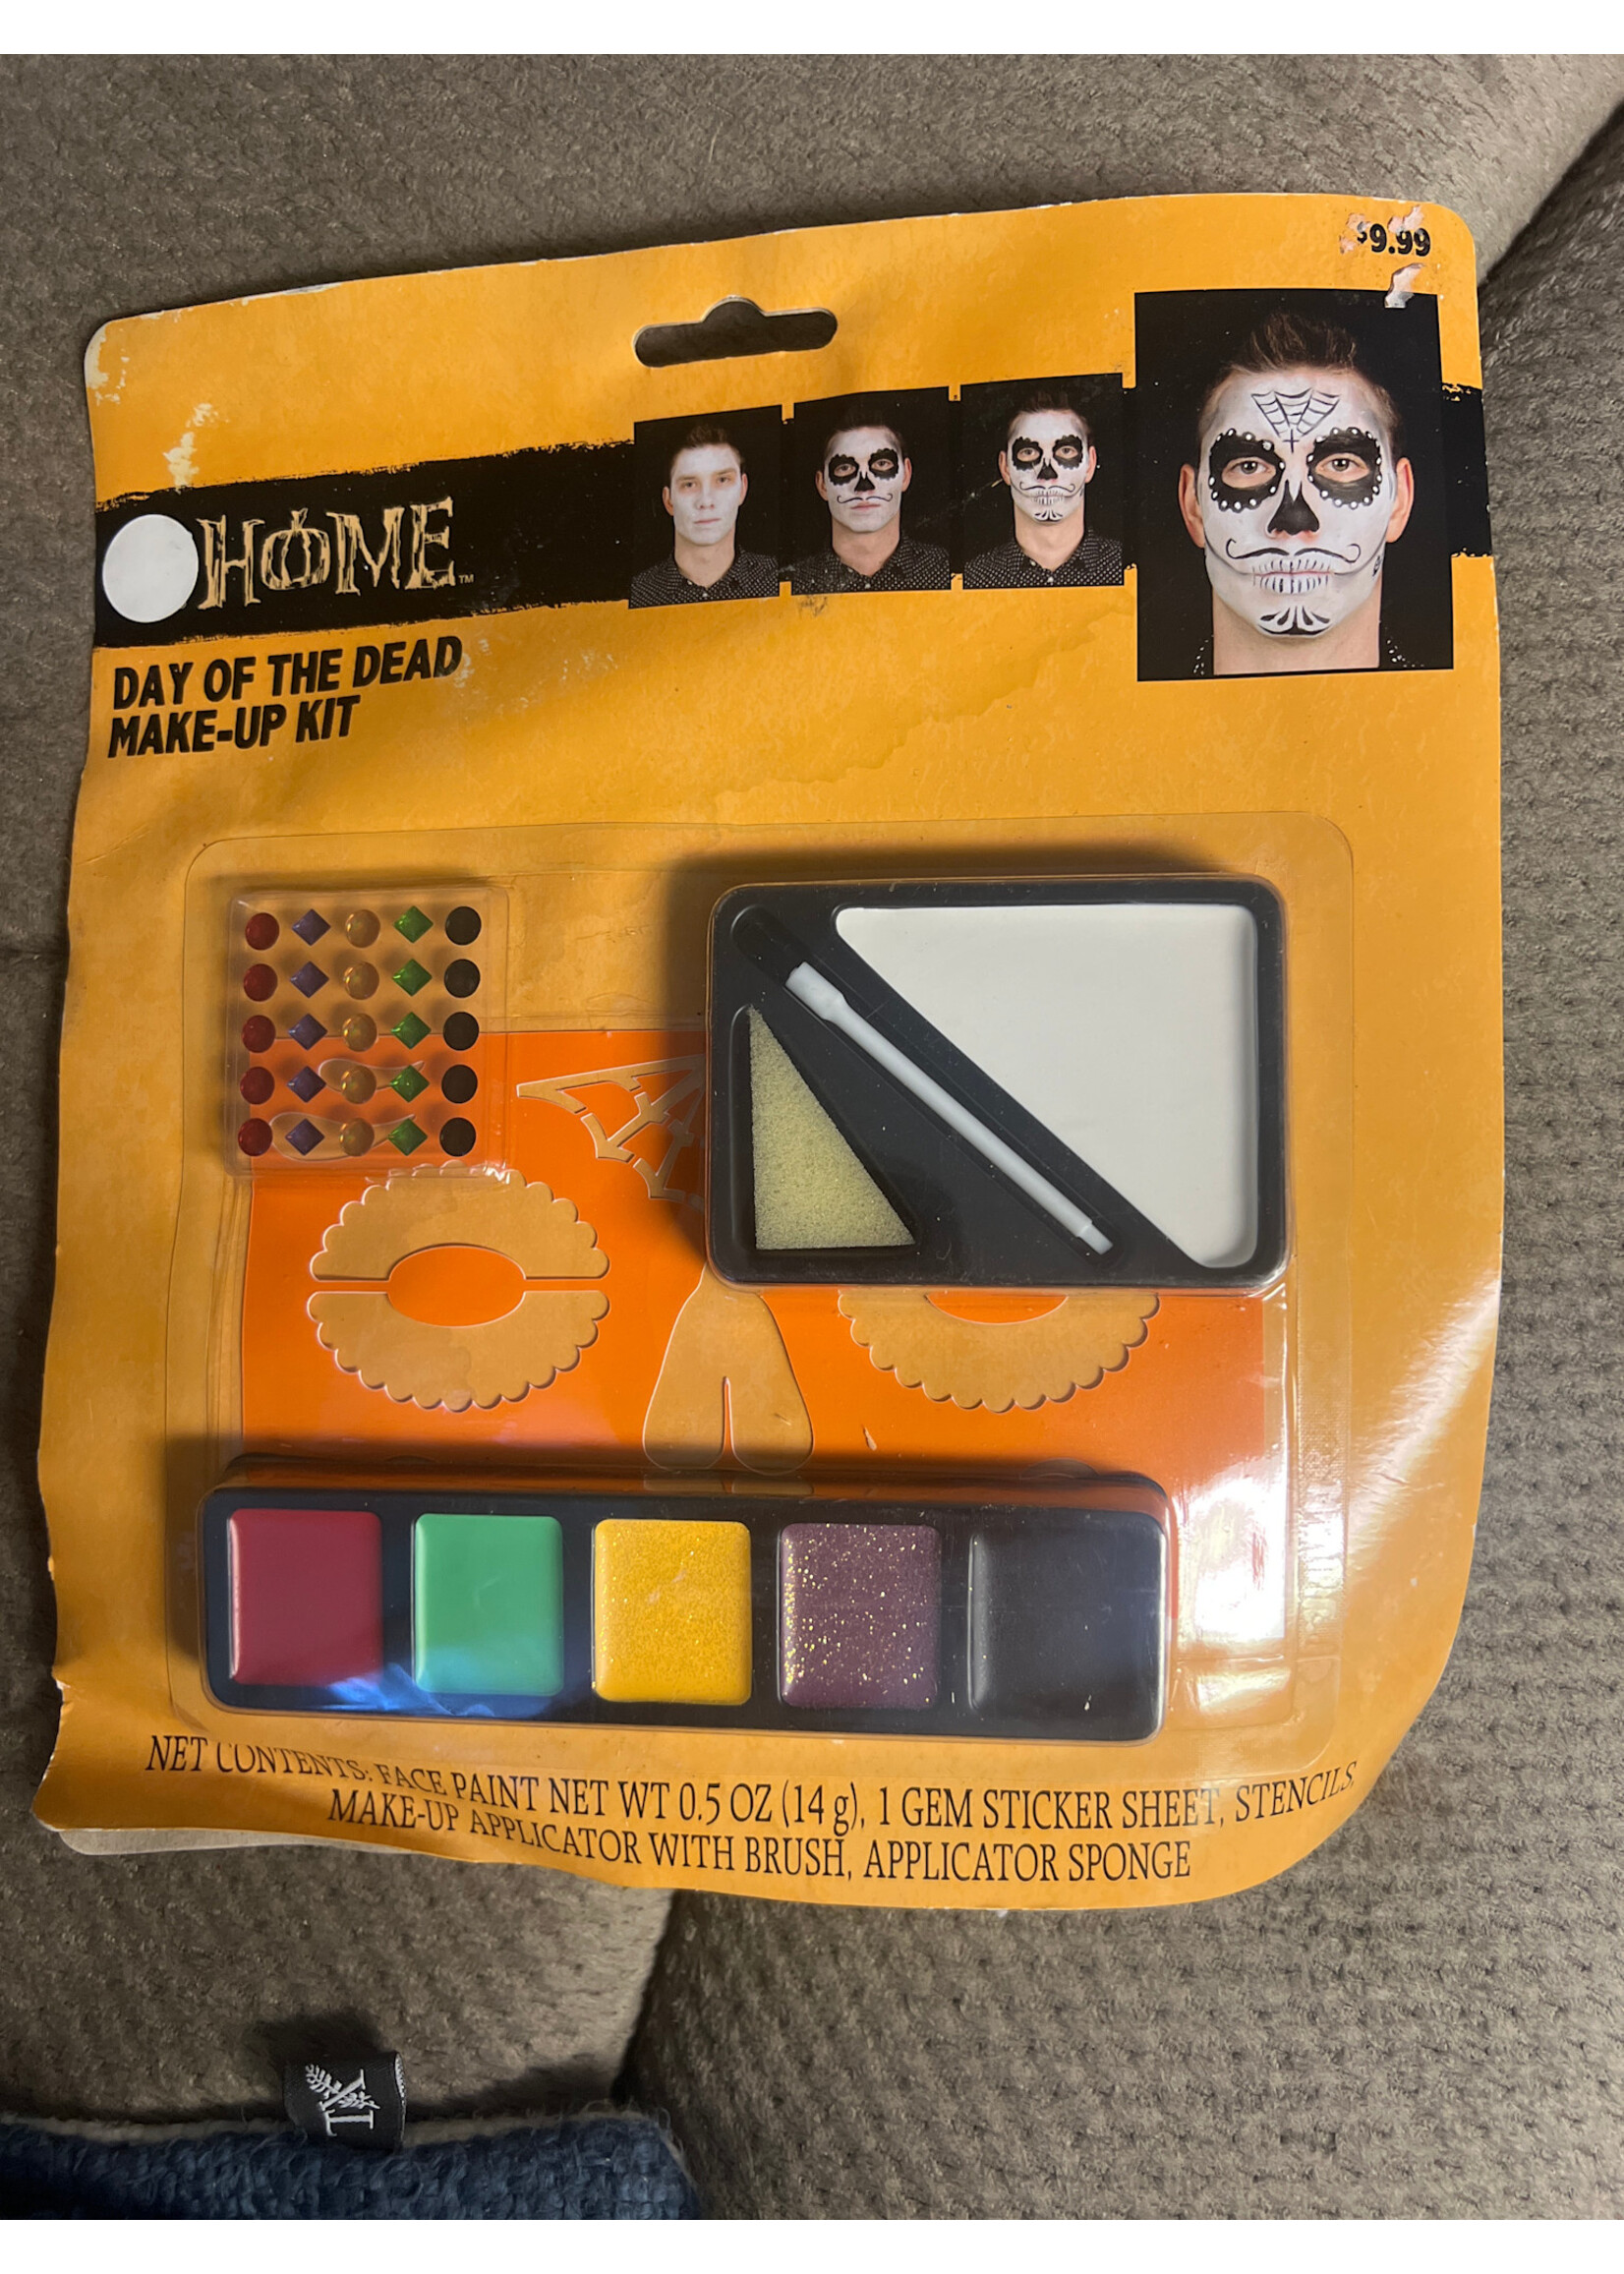 $9.99
HOME™
DAY OF THE DEAD
MAKE-UP KIT
NET CONTENTS: FACE PAINT NET WT 0.5 OZ (14 g), 1 GEM STICKER SHEET, STENCILS,
MAKE-UP APPLICATOR WITH BRUSH, APPLICATOR SPONGE